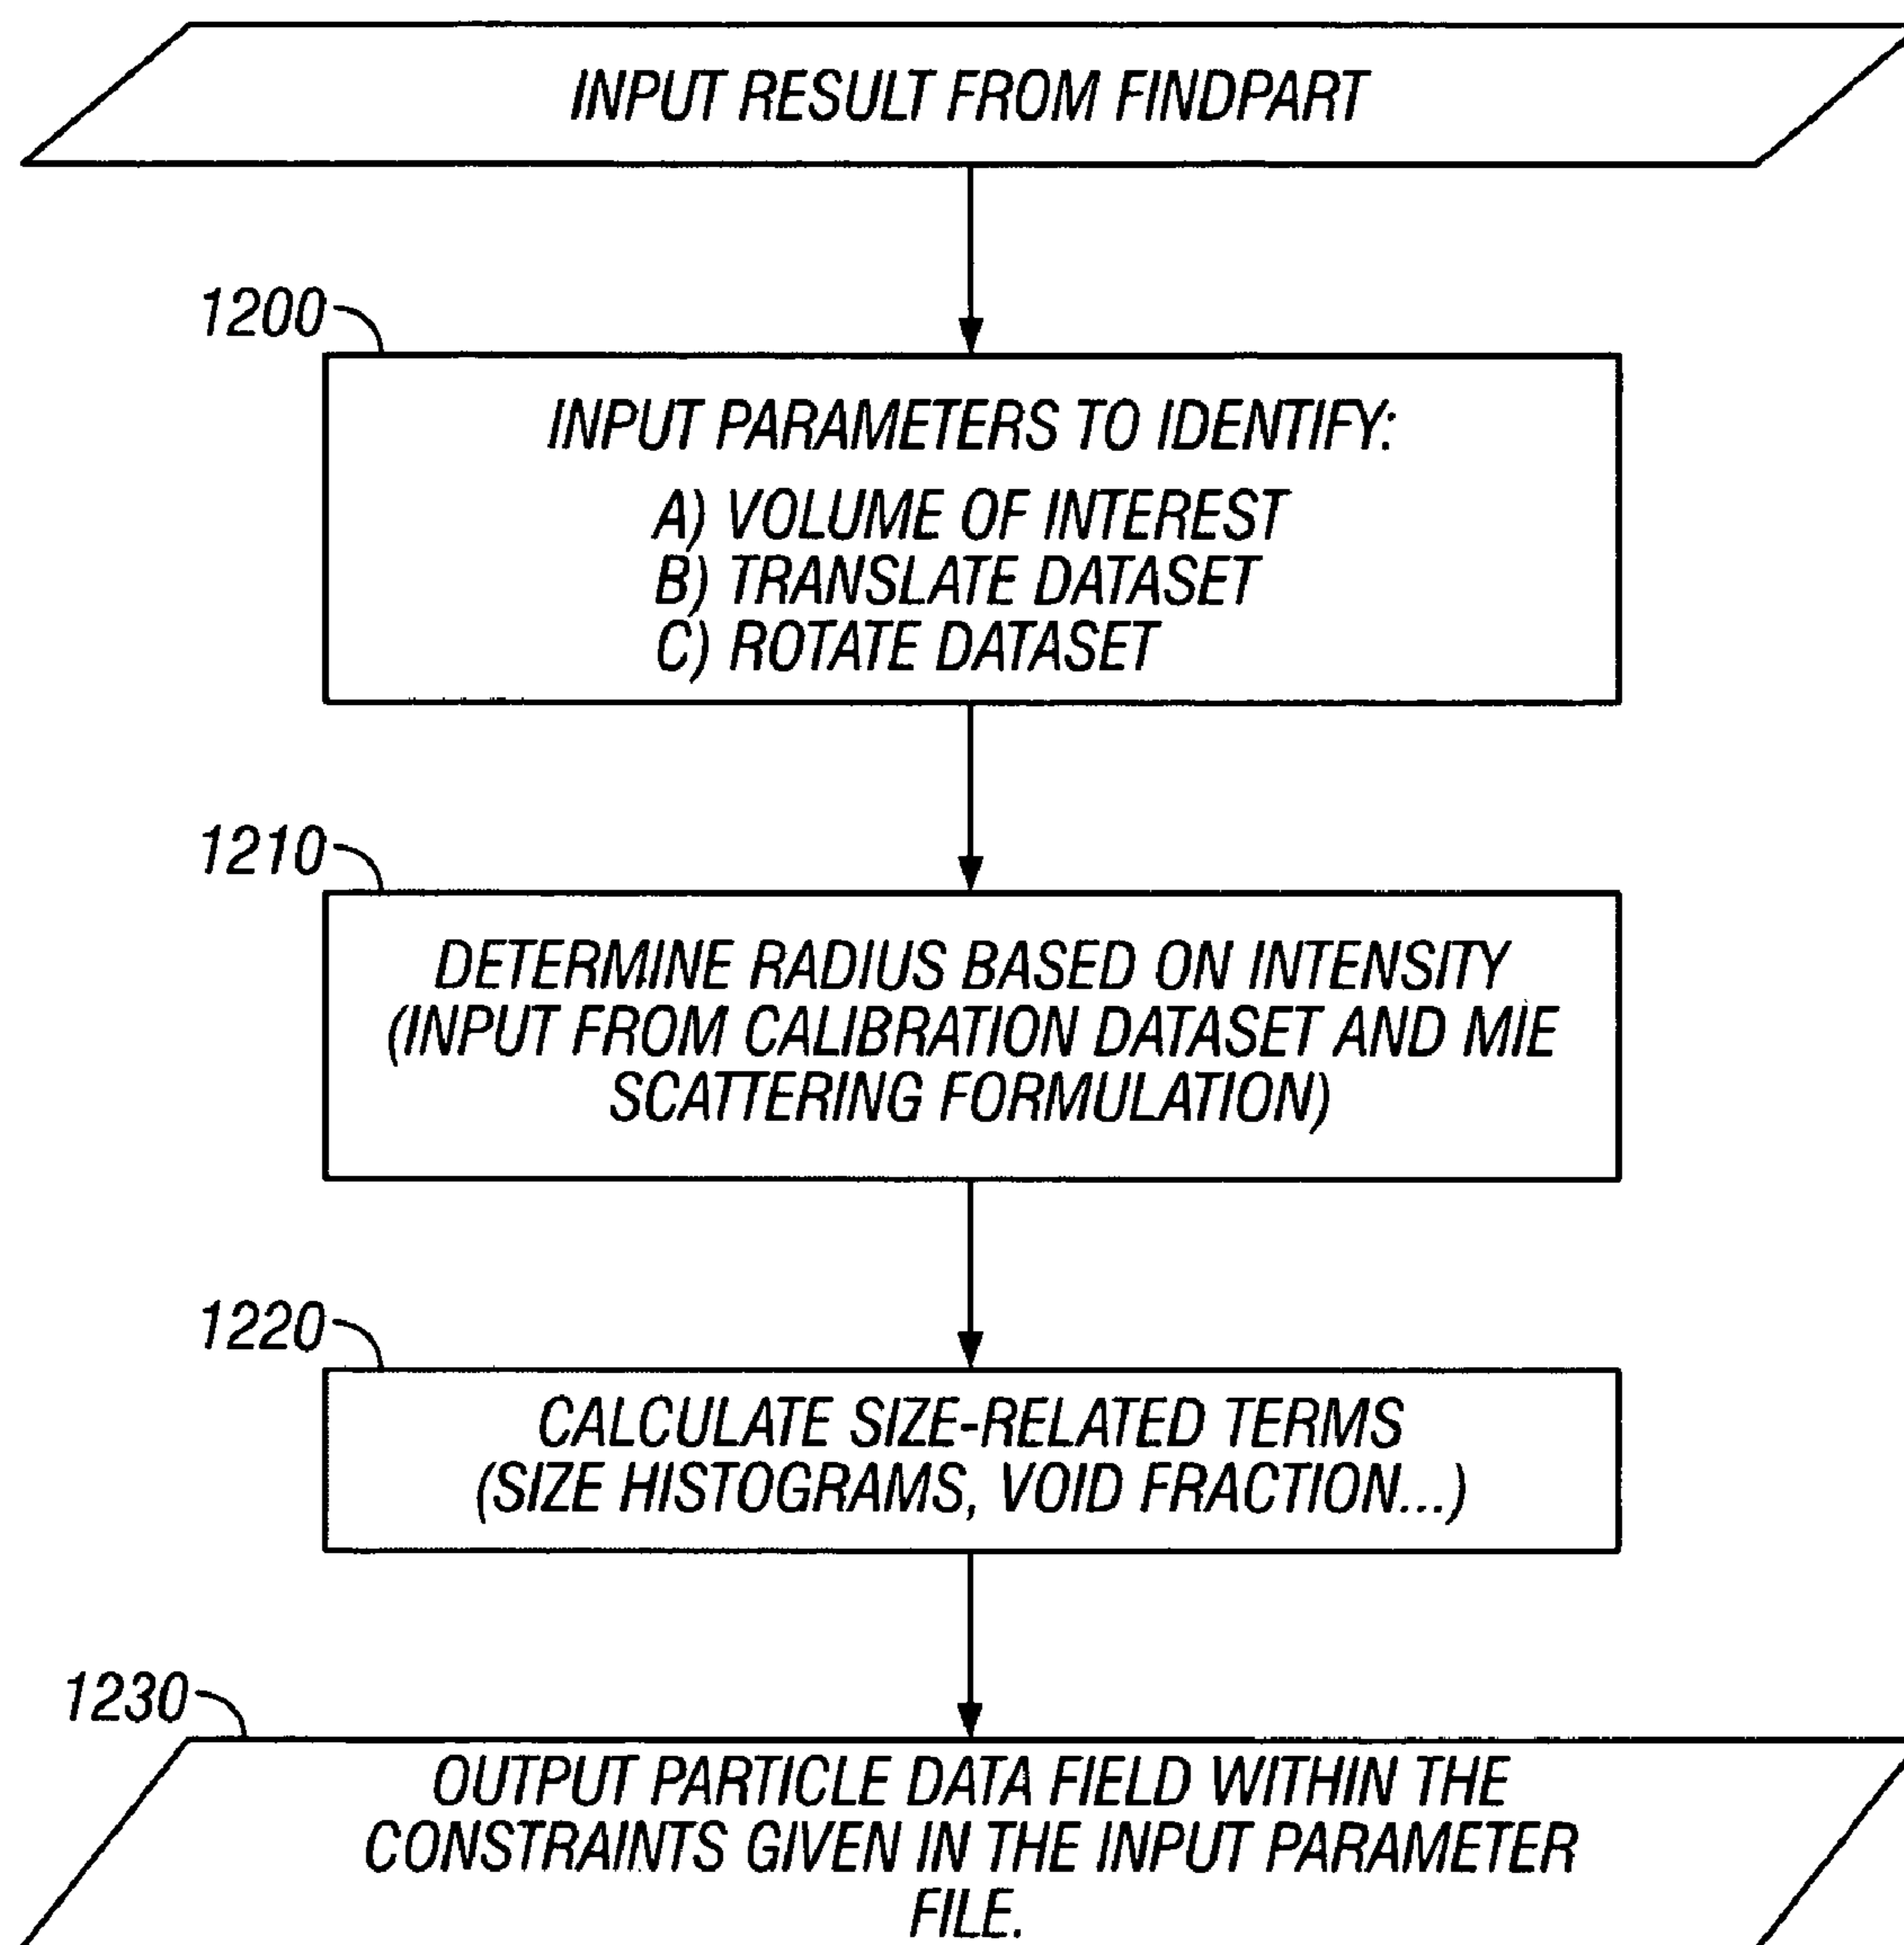 INPUT RESULT FROM FINDPART
1200
INPUT PARAMETERS TO IDENTIFY:
A) VOLUME OF INTEREST
B) TRANSLATE DATASET
C) ROTATE DATASET
1210
DETERMINE RADIUS BASED ON INTENSITY
(INPUT FROM CALIBRATION DATASET AND MIE
SCATTERING FORMULATION)
1220
CALCULATE SIZE-RELATED TERMS
(SIZE HISTOGRAMS, VOID FRACTION...)
1230
OUTPUT PARTICLE DATA FIELD WITHIN THE
CONSTRAINTS GIVEN IN THE INPUT PARAMETER
FILE.